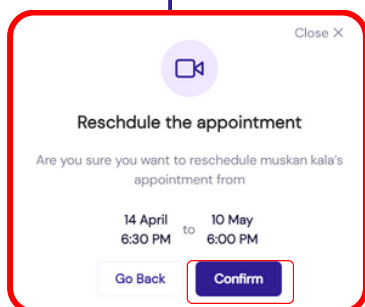 Close X
Reschdule the appointment
Are you sure you want to reschedule muskan kala's
appointment from
14 April to 10 May
6:30 PM 6:00 PM
Go Back Confirm